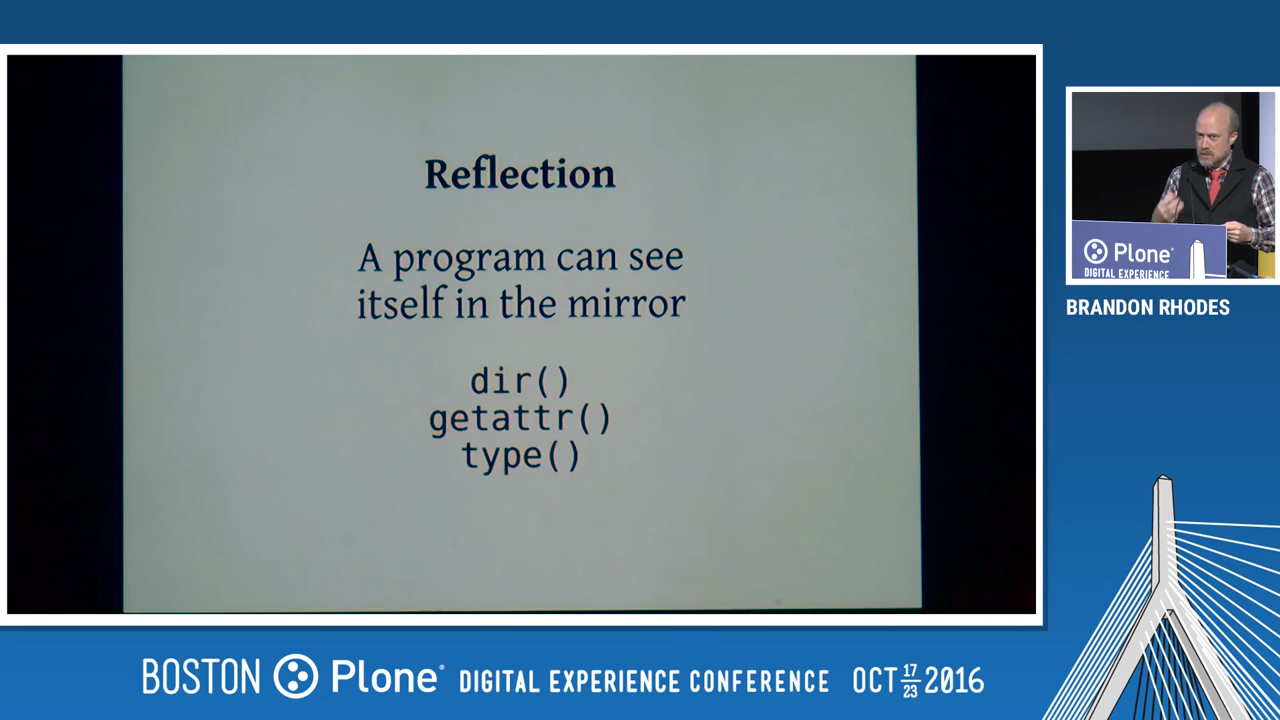 Reflection
A program can see
itself in the mirror
dir()
getattr()
type()
Plone
DIGITAL EXPERIENCE
BRANDON RHODES
BOSTON Plone® DIGITAL EXPERIENCE CONFERENCE OCT 17 23 2016